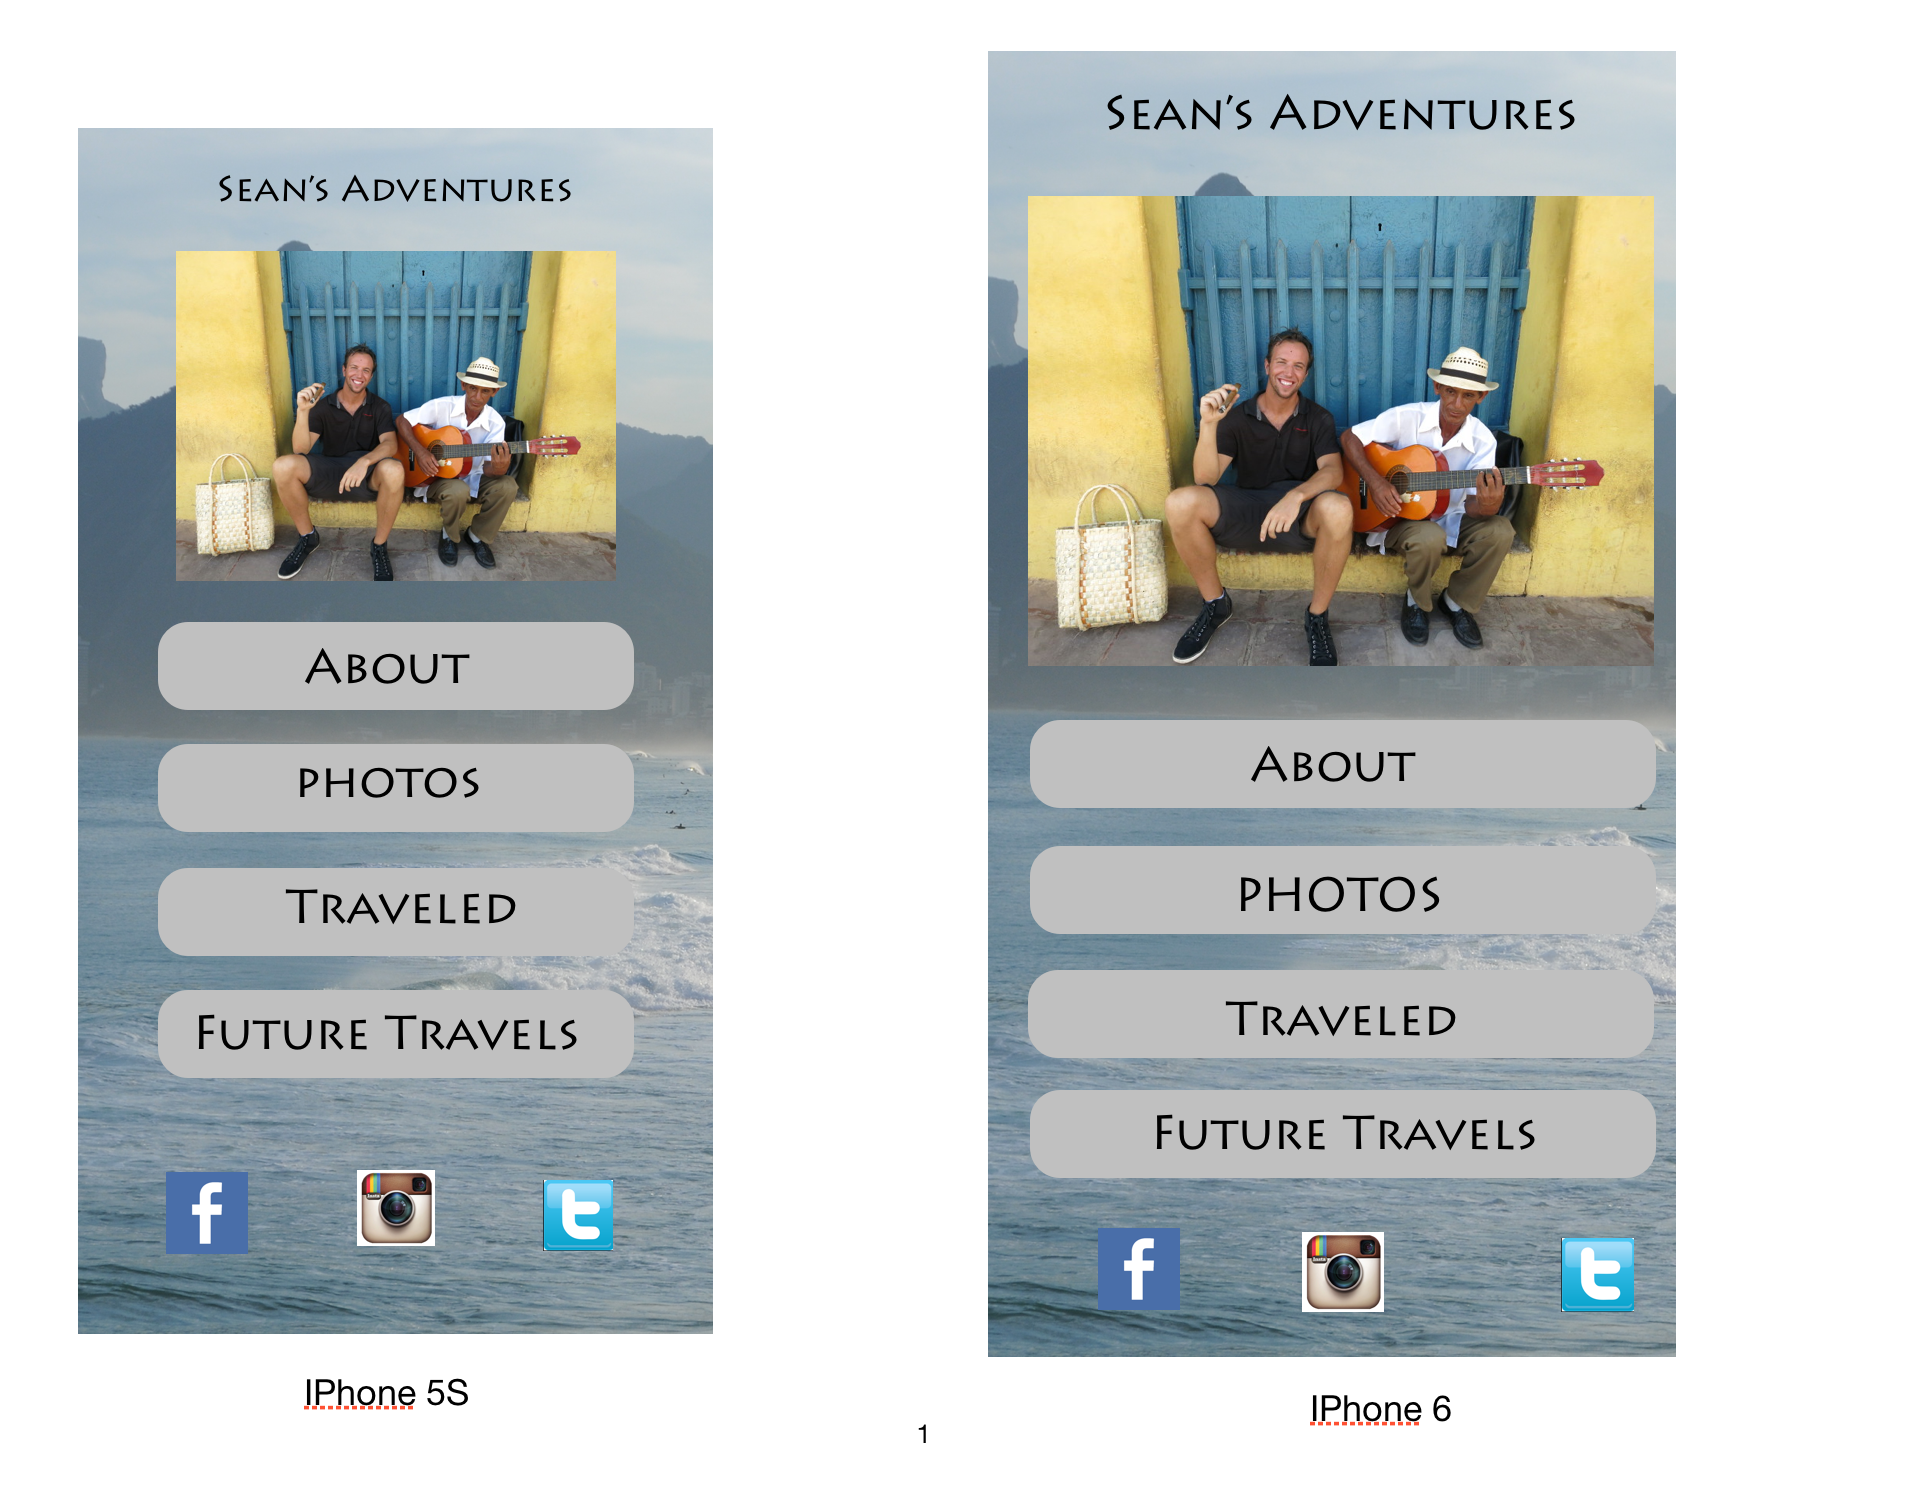 Sean's Adventures
About
PHOTOS
Traveled
Future Travels
f
t
IPhone 5S
Sean's Adventures
About
PHOTOS
Traveled
Future Travels
f
t
IPhone 6
1